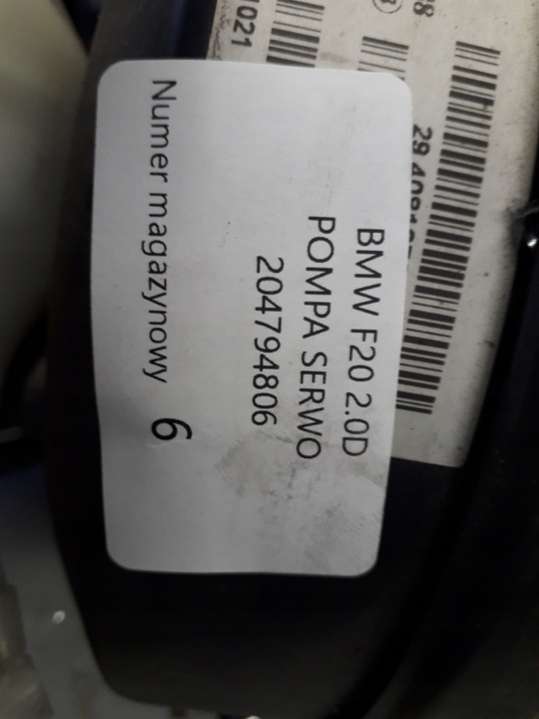 BMW F20 2.0D
POMPA SERWO
204794806
Numer magazynowy 6